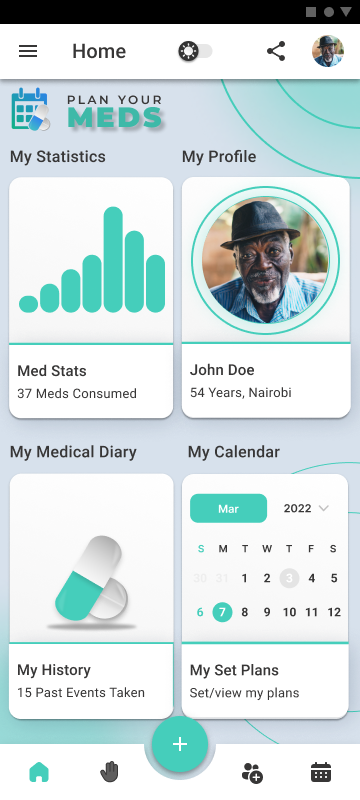 Home
PLAN YOUR
MEDS
My Statistics
My Profile
Med Stats
37 Meds Consumed
John Doe
54 Years, Nairobi
My Medical Diary
My Calendar
Mar 2022
S M T W T F S
30 31 1 2 3 4 5
6 7 8 9 10 11 12
My History
15 Past Events Taken
My Set Plans
Set/view my plans